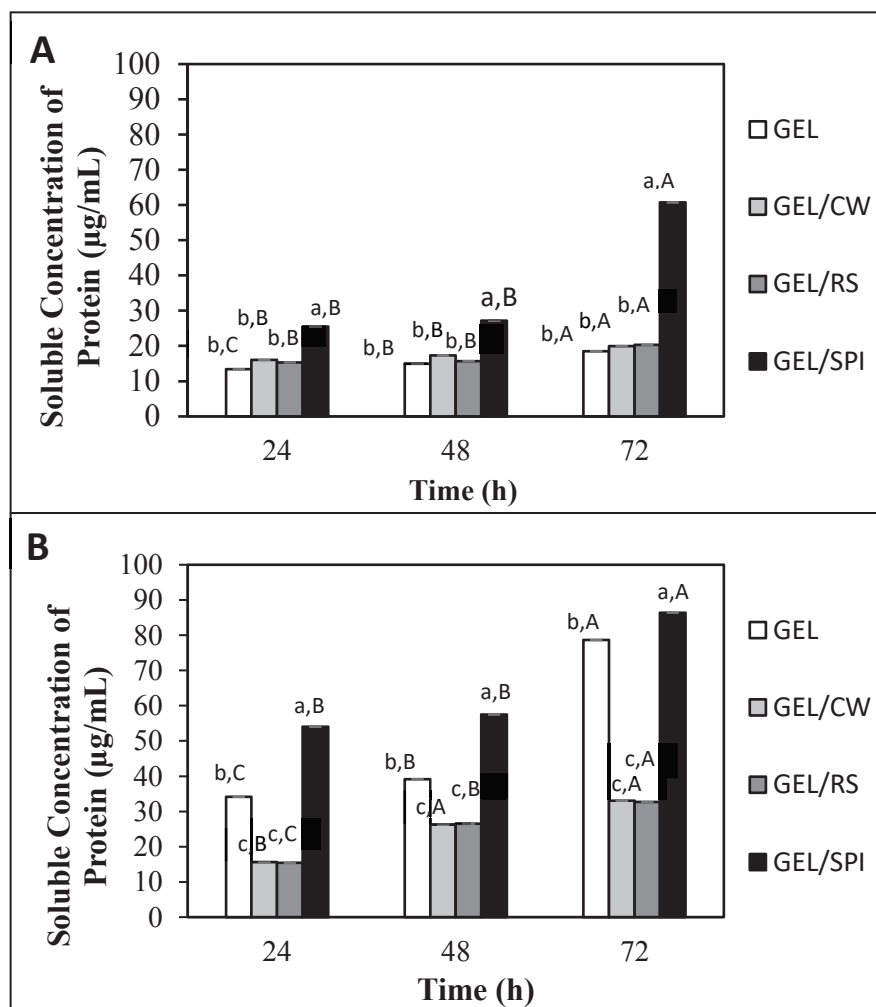 A
Soluble Concentration of
Protein (µg/mL)
100
90
80
70
60
50
40
30
20
10
0
b,C
b,B
b,B
a,B
b,B
b,B
b,B
a,B
b,A
b,A
b,A
a,A
24
48
72
Time (h)
GEL
GEL/CW
GEL/RS
GEL/SPI
B
Soluble Concentration of
Protein (µg/mL)
100
90
80
70
60
50
40
30
20
10
0
b,C
c,B
c,C
a,B
b,B
c,A
c,B
a,B
b,A
c,A
c,A
a,A
24
48
72
Time (h)
GEL
GEL/CW
GEL/RS
GEL/SPI